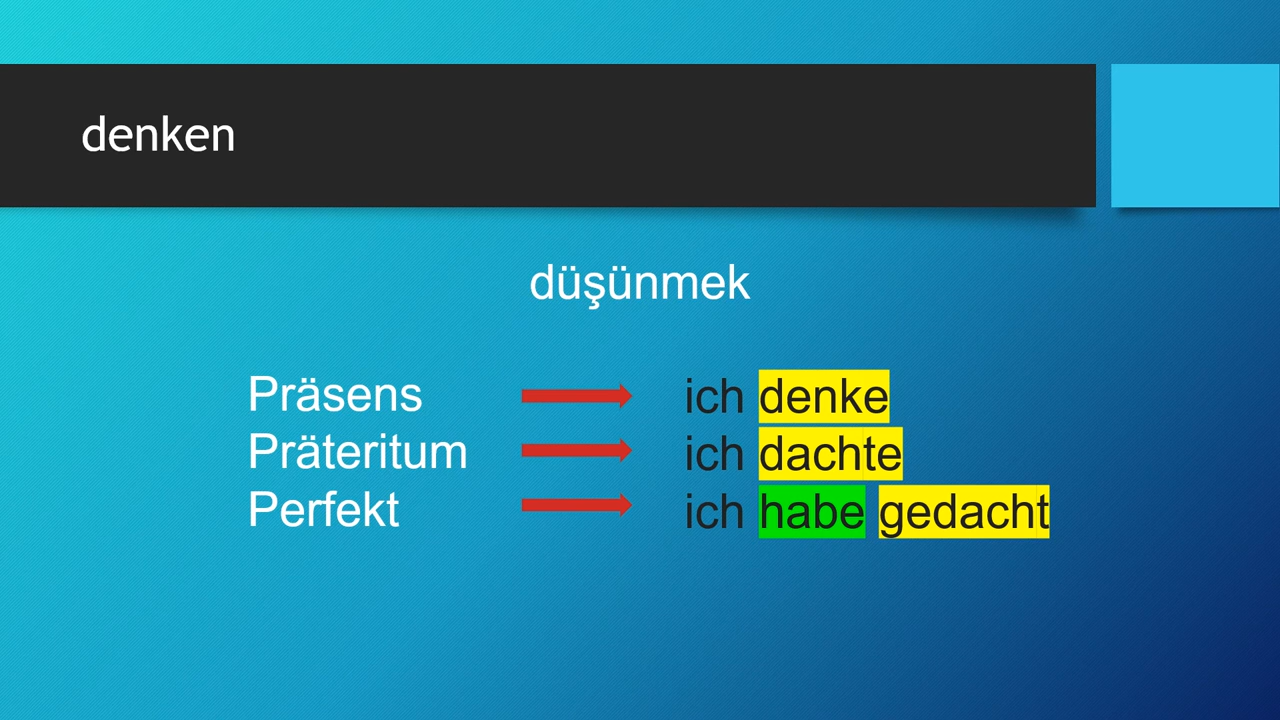 denken
düşünmek
Präsens ich denke
Präteritum ich dachte
Perfekt ich habe gedacht